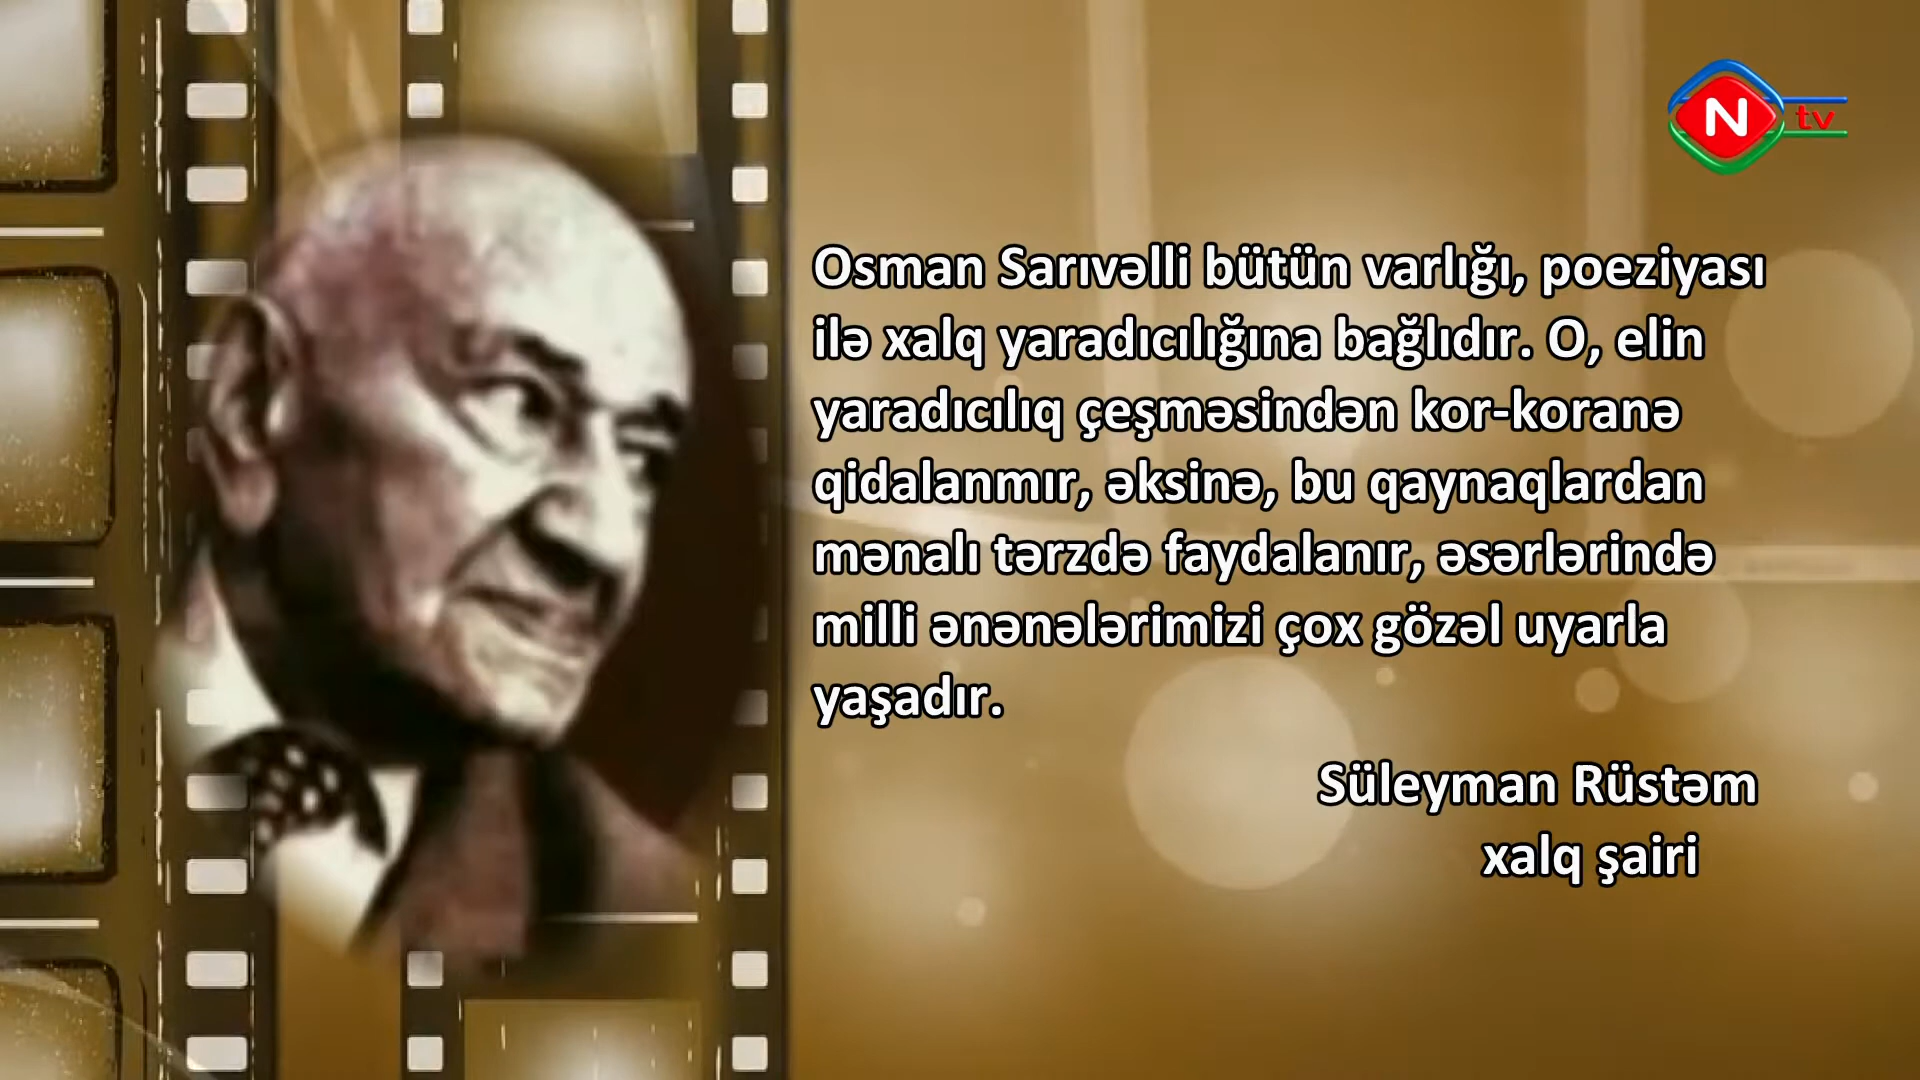 N tv
Osman Sarıvəlli bütün varlığı, poeziyası
ilə xalq yaradıcılığına bağlıdır. O, elin
yaradıcılıq çeşməsindən kor-koranə
qidalanmır, əksinə, bu qaynaqlardan
mənalı tərzdə faydalanır, əsərlərində
milli ənənələrimizi çox gözəl uyarla
yaşadır.
Süleyman Rüstəm
xalq şairi